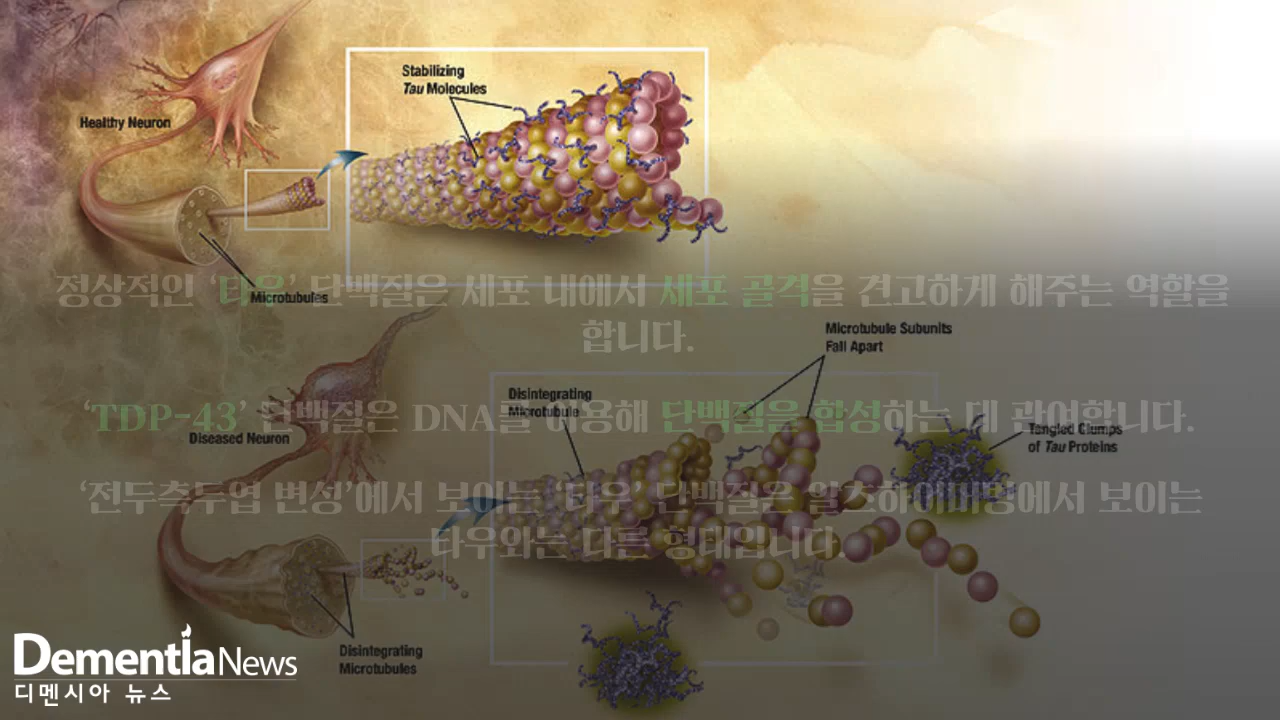 Stabilizing
Tau Molecules
Healthy Neuron
Microtubules
정상적인 ‘타우’ 단백질은 세포 내에서 세포 골격을 견고하게 해주는 역할을
합니다.
Microtubule Subunits
Fall Apart
Disintegrating
Microtubule
‘TDP-43’ 단백질은 DNA를 이용해 단백질을 합성하는 데 관여합니다.
Diseased Neuron
Tangled Clumps
of Tau Proteins
‘전두측두엽 변성’에서 보이는 ‘타우’ 단백질은 알츠하이머병에서 보이는
타우와는 다른 형태입니다.
Disintegrating
Microtubules
Dementia News
디멘시아 뉴스